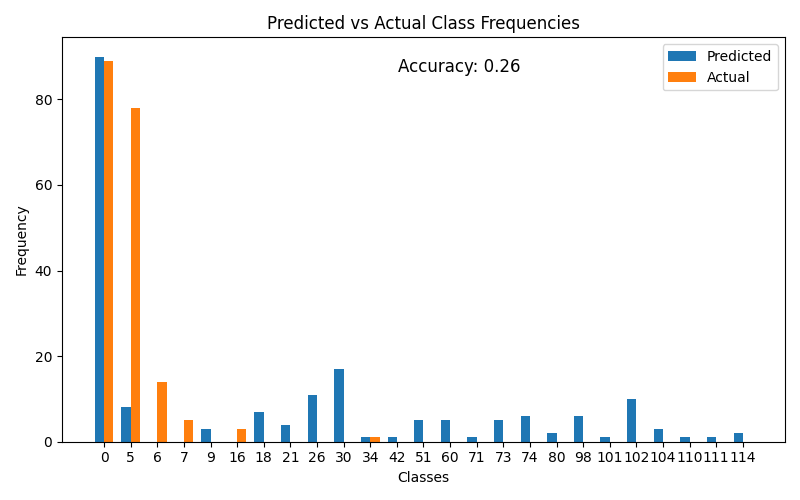 Predicted vs Actual Class Frequencies
Accuracy: 0.26
Predicted
Actual
Frequency
80
60
40
20
0
0 5 6 7 9 16 18 21 26 30 34 42 51 60 71 73 74 80 98 101 102 104 110 111 114
Classes